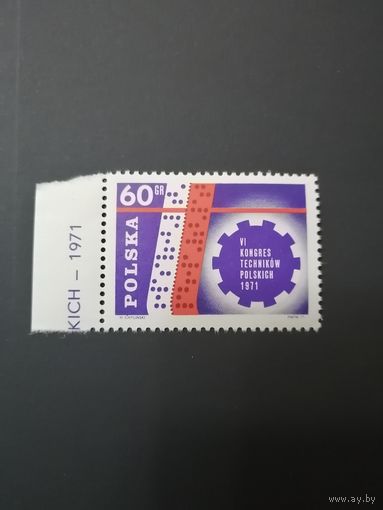 KICH – 1971
60 GR
POLSKA
VI
KONGRES
TECHNIKÓW
POLSKICH
1971
www.ay.by